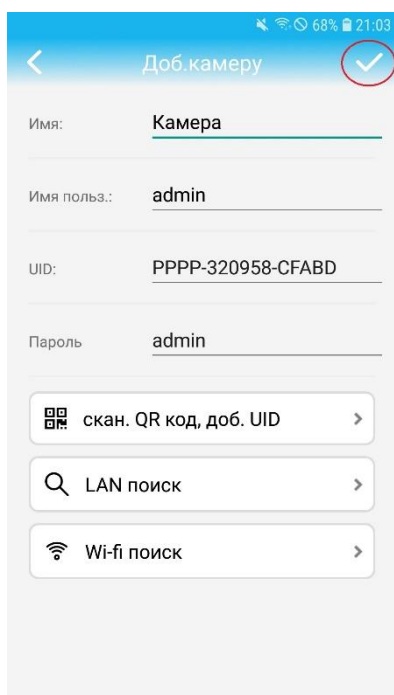 68% 21:03
Доб.камеру
Имя: Камера
Имя польз.: admin
UID: PPPP-320958-CFABD
Пароль admin
скан. QR код, доб. UID
LAN поиск
Wi-fi поиск